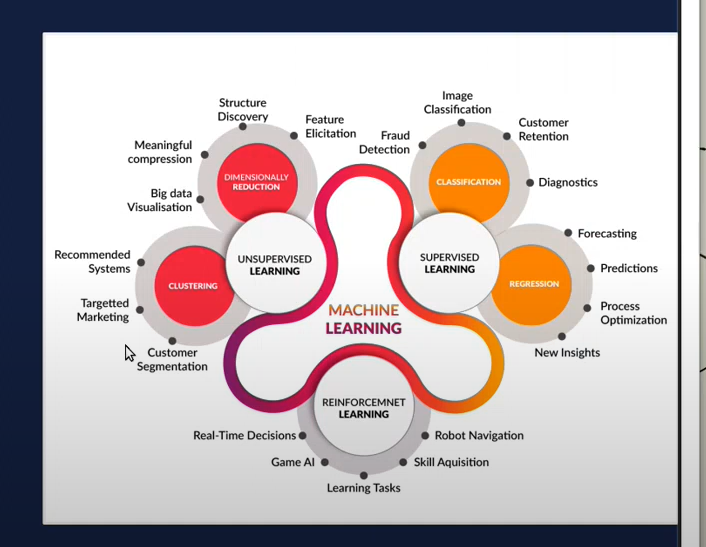 Structure
Discovery
Feature
Elicitation
Meaningful
compression
Big data
Visualisation
DIMENSIONALLY
REDUCTION
UNSUPERVISED
LEARNING
Recommended
Systems
Targetted
Marketing
Customer
Segmentation
CLUSTERING
Image
Classification
Fraud
Detection
Customer
Retention
Diagnostics
CLASSIFICATION
SUPERVISED
LEARNING
Forecasting
Predictions
Process
Optimization
New Insights
REGRESSION
MACHINE
LEARNING
REINFORCEMNET
LEARNING
Real-Time Decisions
Game AI
Learning Tasks
Skill Aquisition
Robot Navigation